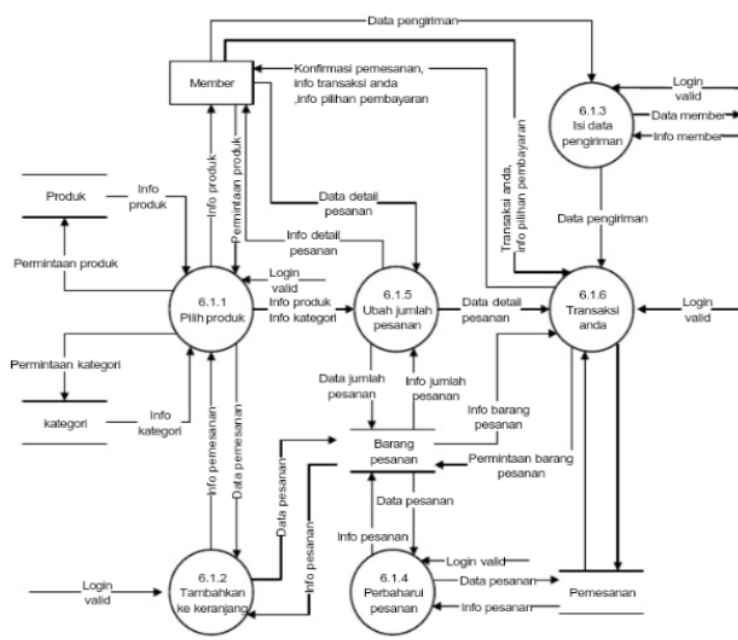 Data pengiriman
Member
Konfirmasi pemesanan,
info transaksi anda
,info pilihan pembayaran
Login
valid
6.1.3
Isi data
pengiriman
Data member
Info member
Produk
Info
produk
Info produk
Permintaan produk
Data detail
pesanan
Info detail
pesanan
Transaksi anda,
info pilihan pembayaran
Data pengiriman
Permintaan produk
6.1.1
Pilih produk
Login
valid
Info produk
Info kategori
6.1.5
Ubah jumlah
pesanan
Data detail
pesanan
6.1.6
Transaksi
anda
Login
valid
Permintaan kategori
kategori
Info
kategori
Info pemesanan
Data pemesanan
Data jumlah
pesanan
Info jumlah
pesanan
Info barang
pesanan
Barang
pesanan
Permintaan barang
pesanan
Data pesanan
Info pesanan
Data pesanan
Info pesanan
Login
valid
6.1.2
Tambahkan
ke keranjang
6.1.4
Perbaharui
pesanan
Login valid
Data pesanan
Info pesanan
Pemesanan